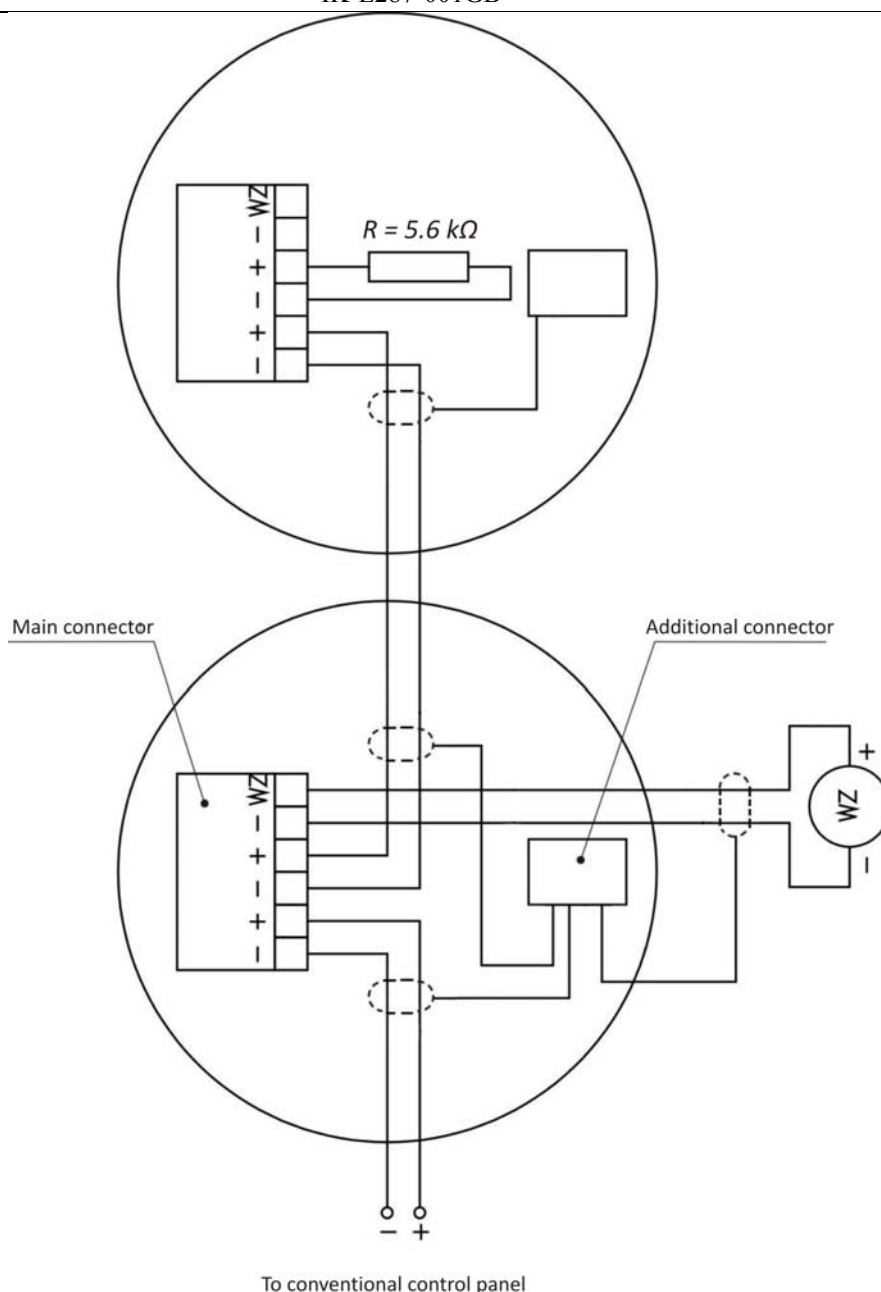 WZ
−
+
−
+
−
R = 5.6 kΩ
Main connector
Additional connector
WZ
−
+
−
+
−
+
WZ
−
− +
To conventional control panel